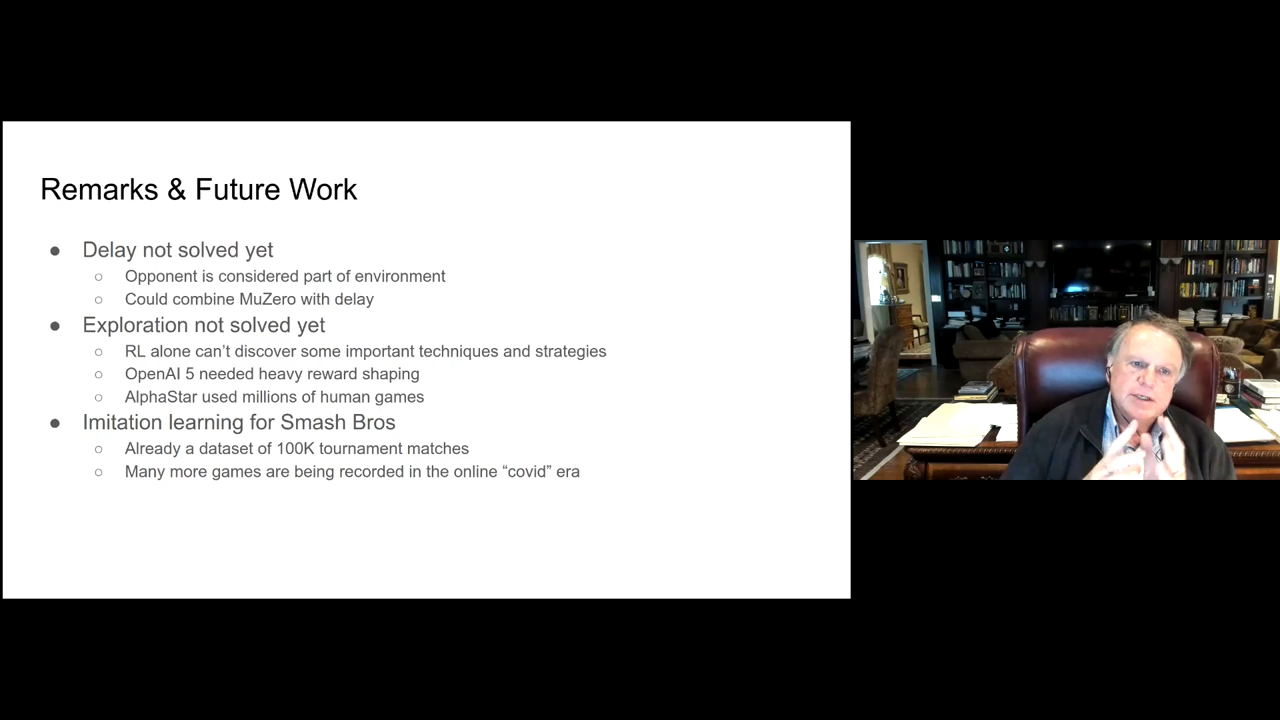 Remarks & Future Work
● Delay not solved yet
○ Opponent is considered part of environment
○ Could combine MuZero with delay
● Exploration not solved yet
○ RL alone can’t discover some important techniques and strategies
○ OpenAI 5 needed heavy reward shaping
○ AlphaStar used millions of human games
● Imitation learning for Smash Bros
○ Already a dataset of 100K tournament matches
○ Many more games are being recorded in the online “covid” era